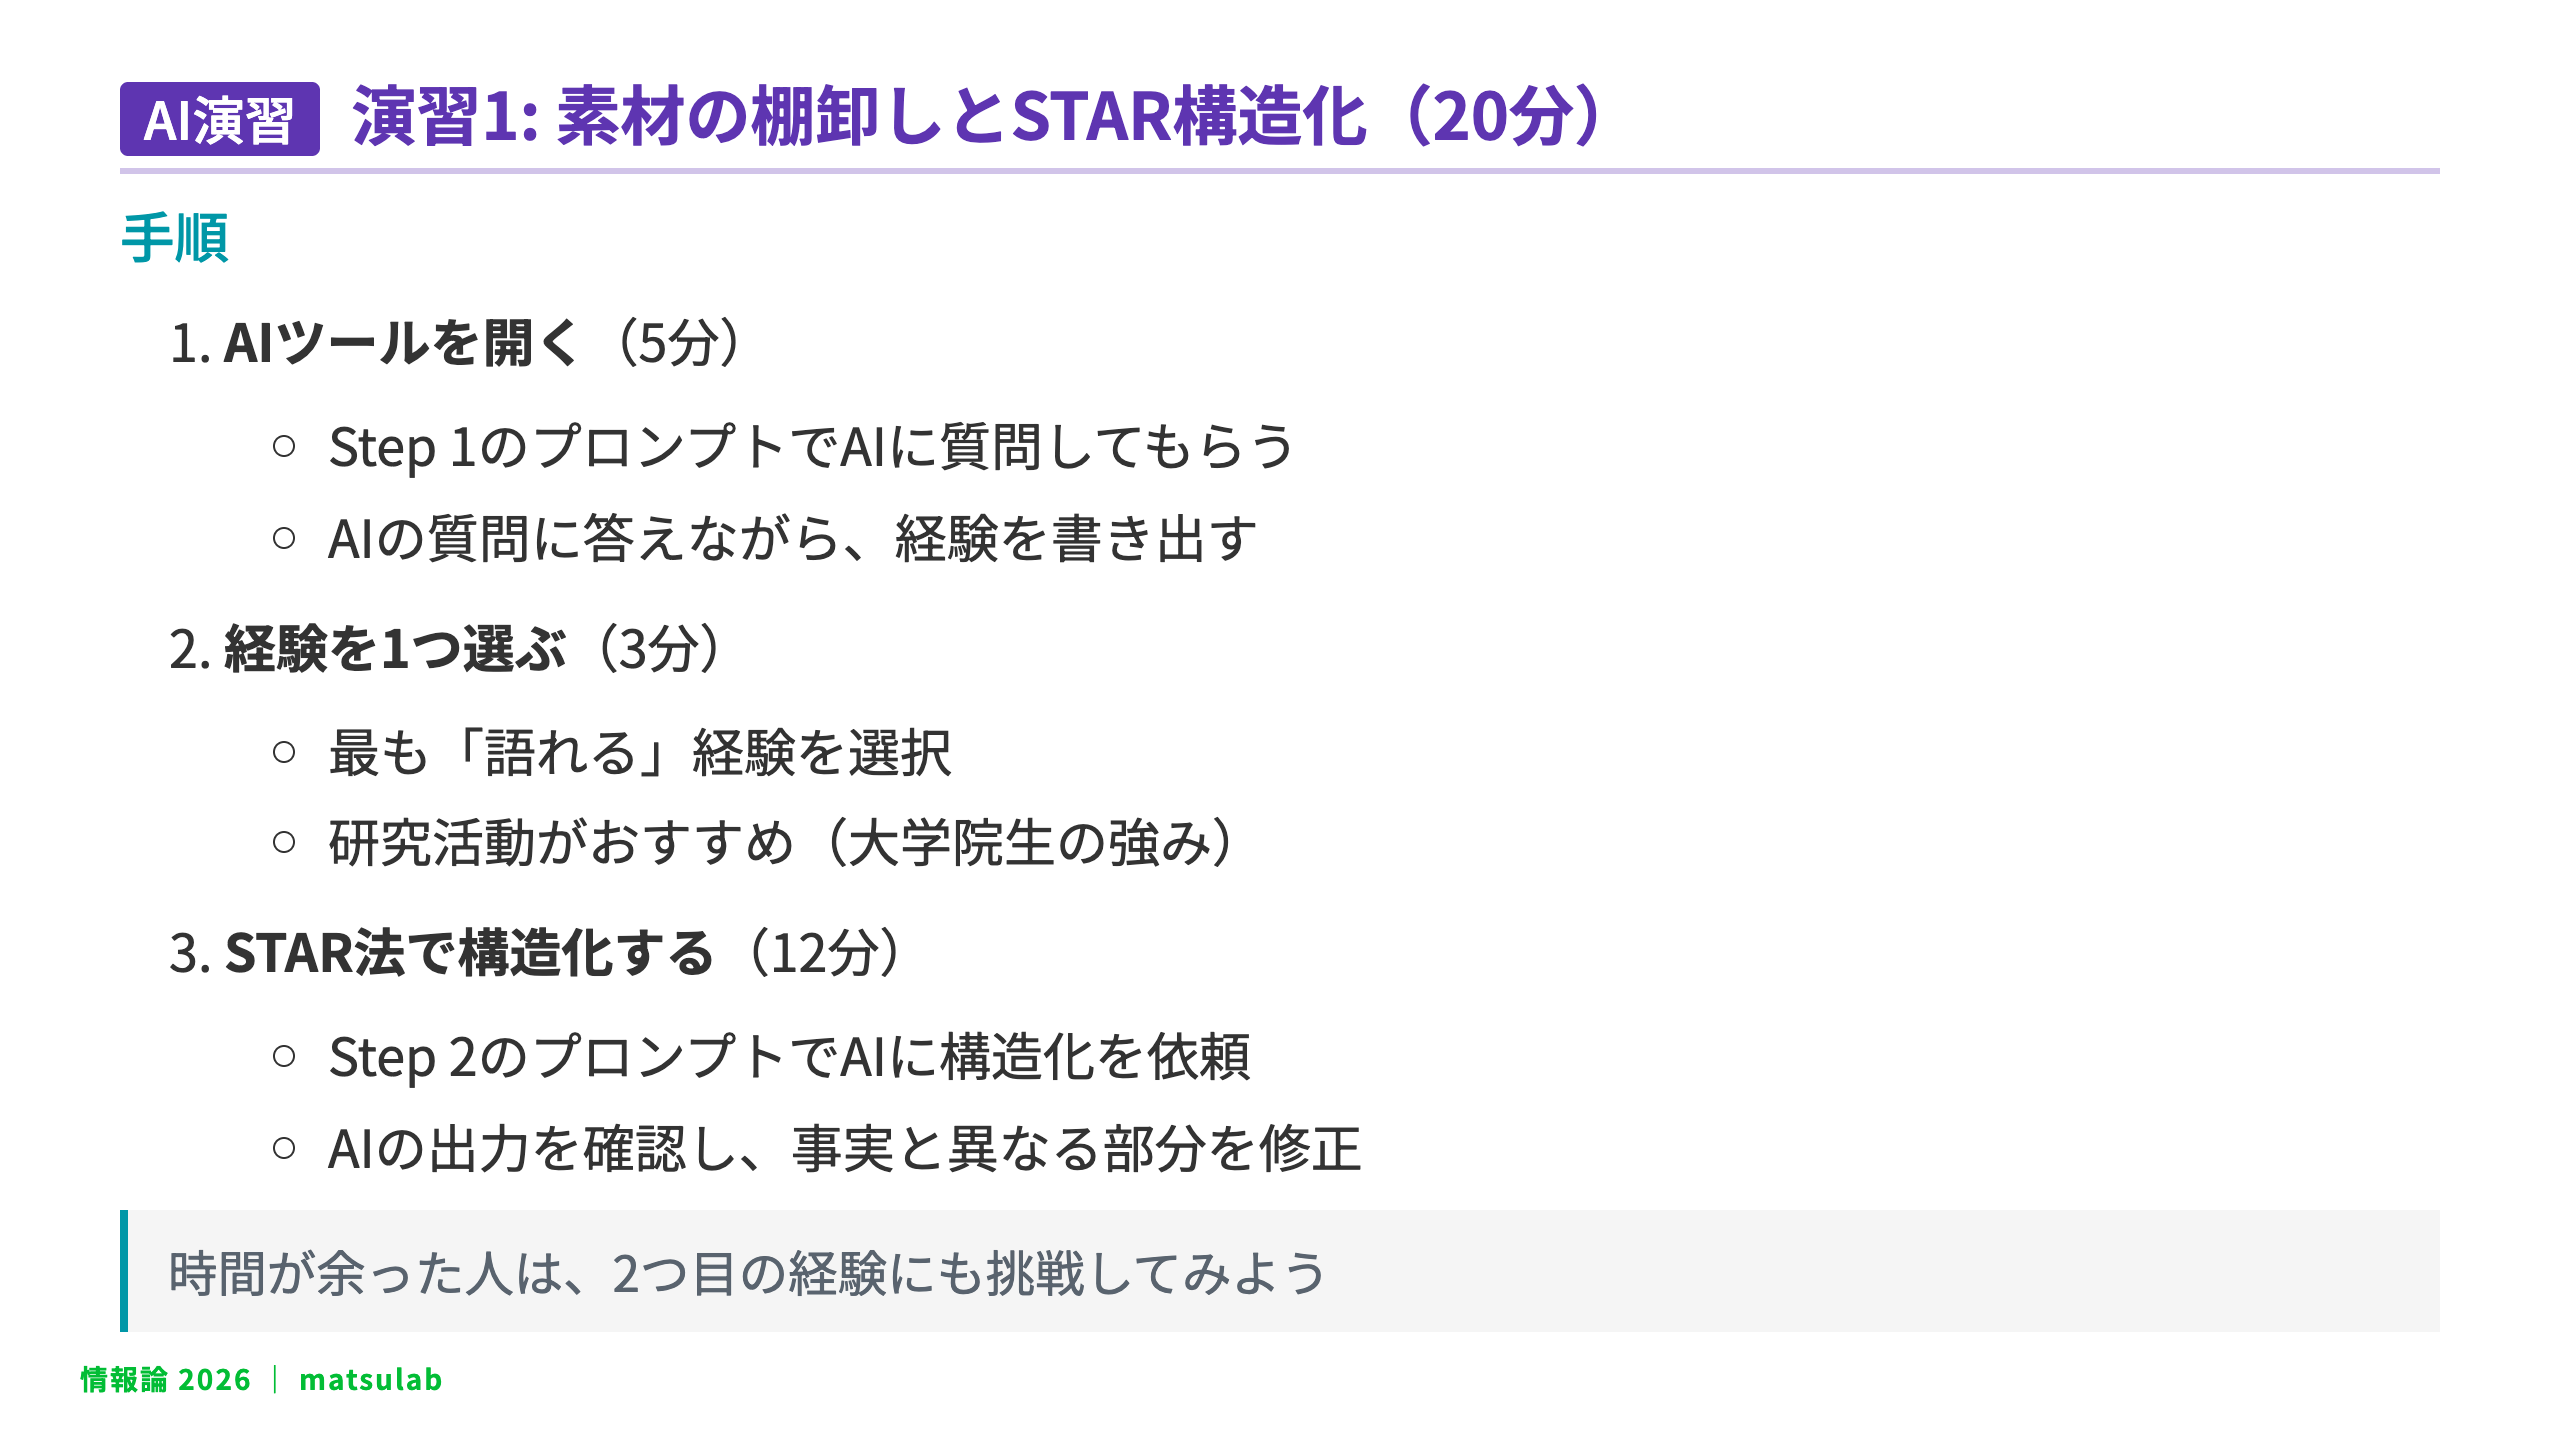 AI演習 演習1: 素材の棚卸しとSTAR構造化（20分）
手順
1. AIツールを開く（5分）
○ Step 1のプロンプトでAIに質問してもらう
○ AIの質問に答えながら、経験を書き出す
2. 経験を1つ選ぶ（3分）
○ 最も「語れる」経験を選択
○ 研究活動がおすすめ（大学院生の強み）
3. STAR法で構造化する（12分）
○ Step 2のプロンプトでAIに構造化を依頼
○ AIの出力を確認し、事実と異なる部分を修正
時間が余った人は、2つ目の経験にも挑戦してみよう
情報論 2026 ｜ matsulab